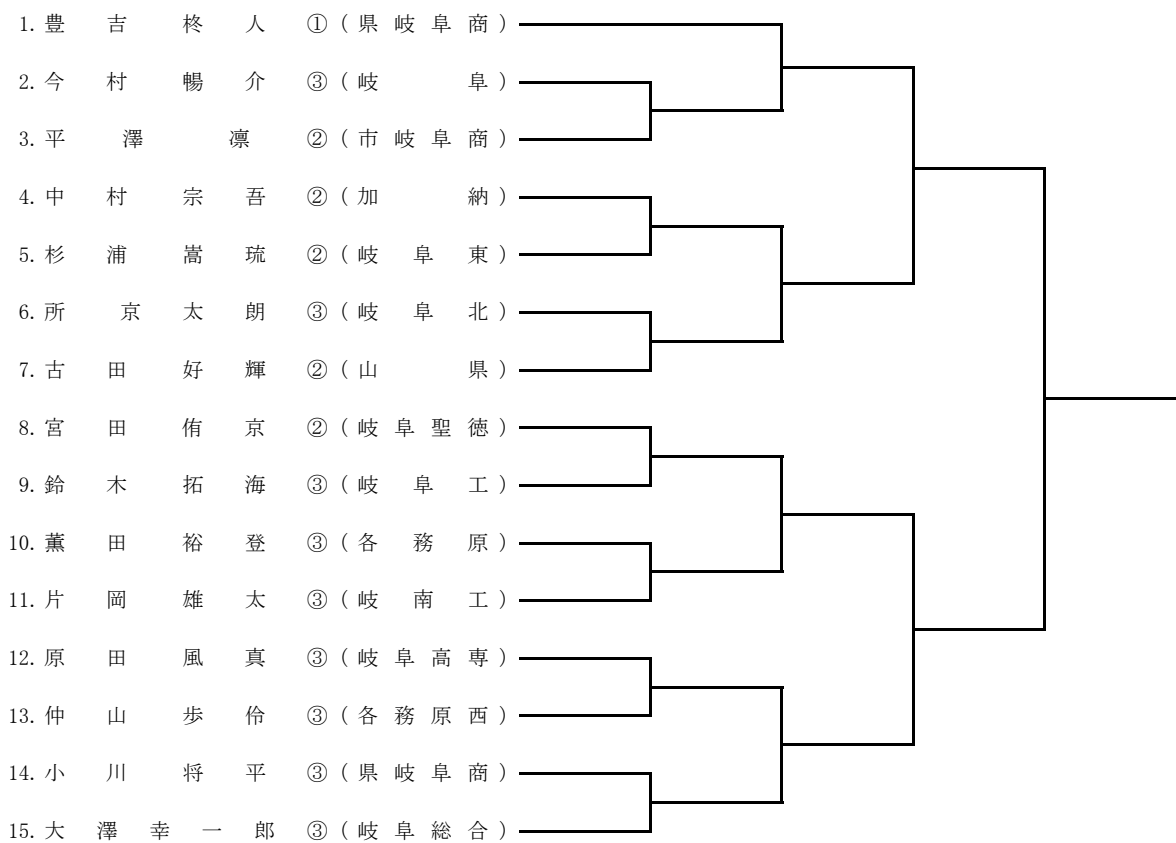 1. 豊吉柊人 ① (県岐阜商)
2. 今村暢介 ③ (岐阜)
3. 平澤凛 ② (市岐阜商)
4. 中村宗吾 ② (加納)
5. 杉浦嵩琉 ② (岐阜東)
6. 所京太朗 ③ (岐阜北)
7. 古田好輝 ② (山県)
8. 宮田侑京 ② (岐阜聖徳)
9. 鈴木拓海 ③ (岐阜工)
10. 薫田裕登 ③ (各務原)
11. 片岡雄太 ③ (岐南工)
12. 原田風真 ③ (岐阜高専)
13. 仲山歩伶 ③ (各務原西)
14. 小川将平 ③ (県岐阜商)
15. 大澤幸一郎 ③ (岐阜総合)